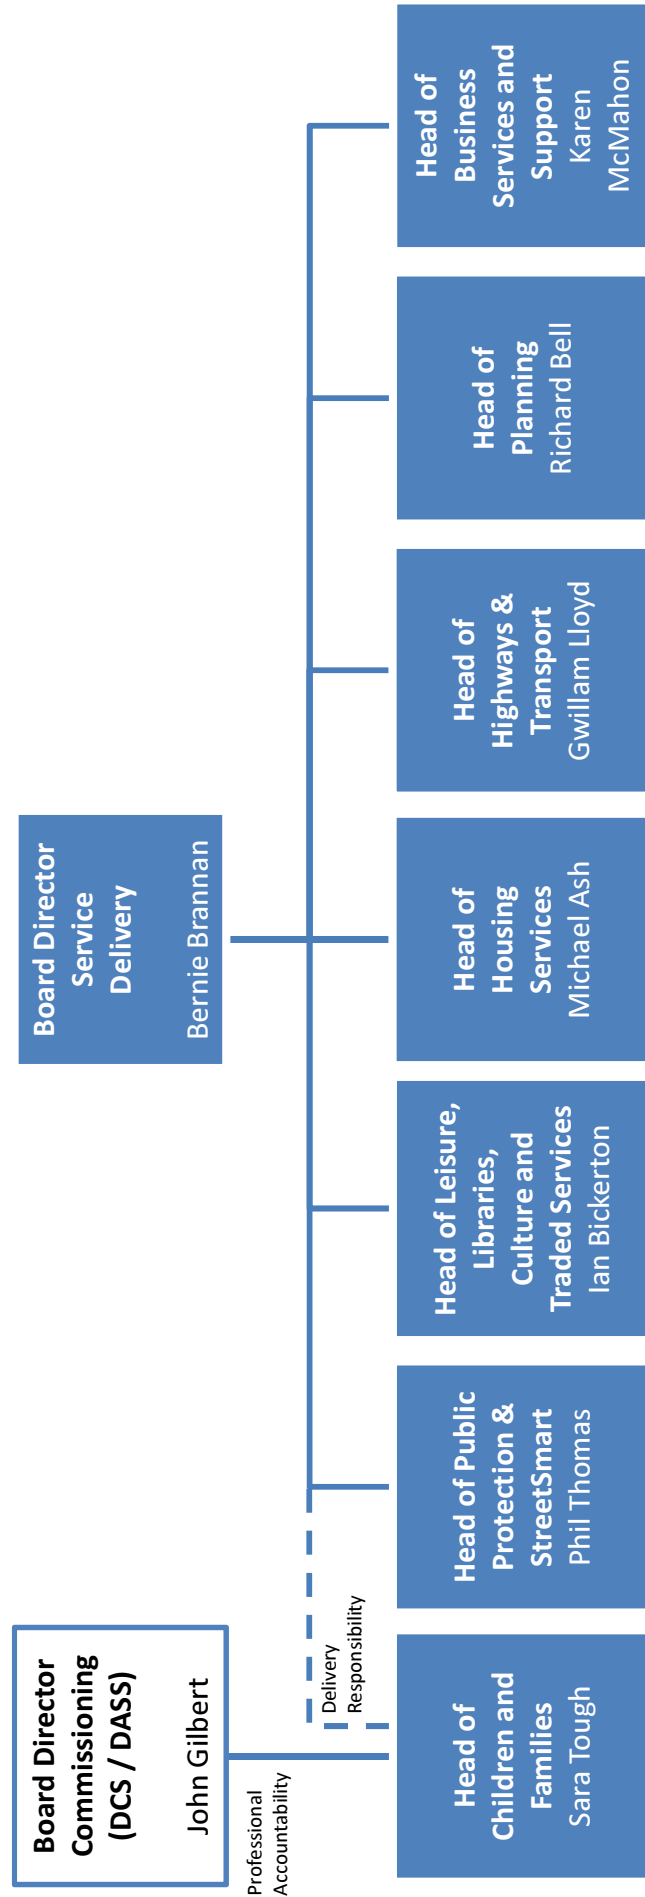 Board Director
Commissioning
(DCS / DASS)
John Gilbert
Board Director
Service
Delivery
Bernie Brannan
Professional
Accountability
Delivery
Responsibility
Head of
Children and
Families
Sara Tough
Head of Public
Protection &
StreetSmart
Phil Thomas
Head of Leisure,
Libraries,
Culture and
Traded Services
Ian Bickerton
Head of
Housing
Services
Michael Ash
Head of
Highways &
Transport
Gwillam Lloyd
Head of
Planning
Richard Bell
Head of
Business
Services and
Support
Karen
McMahon